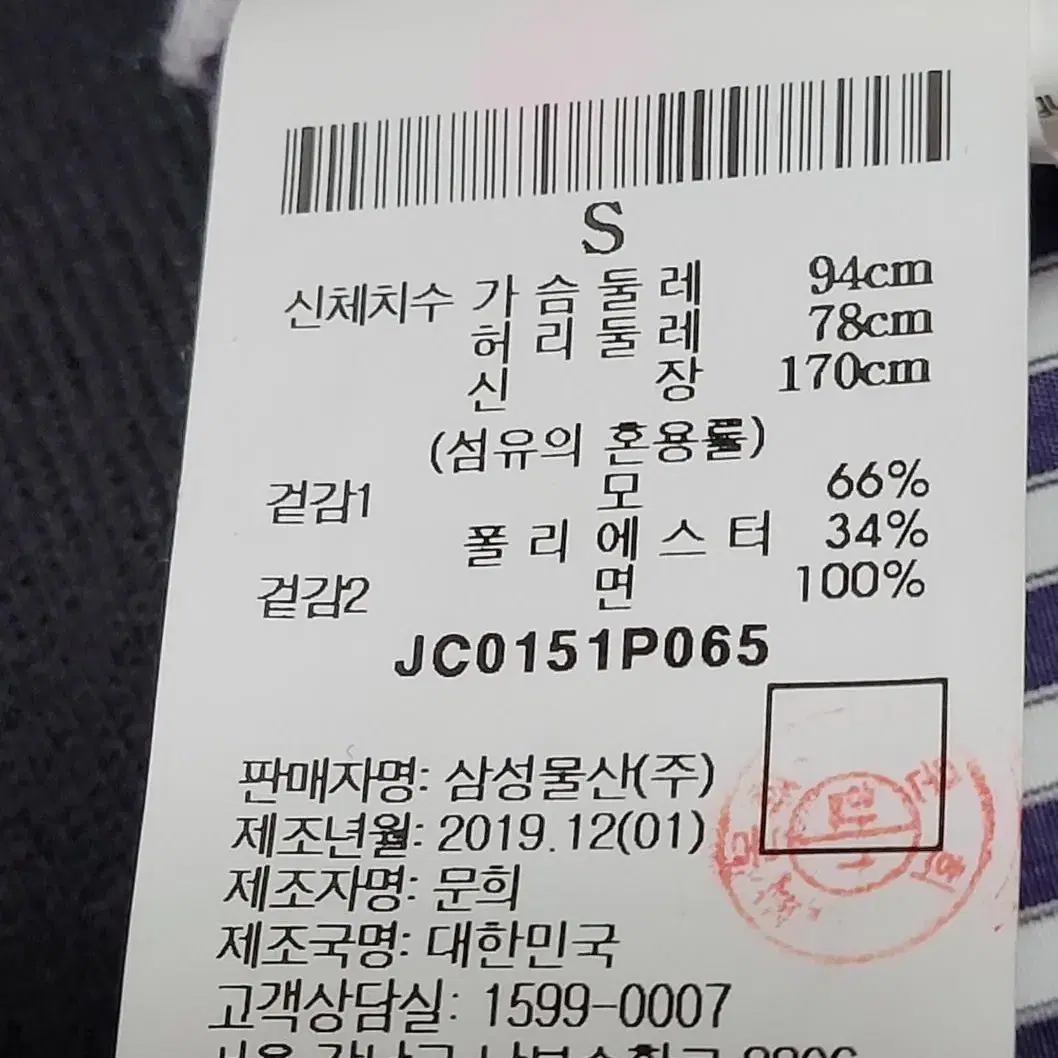 S
신체치수 가슴둘레 94cm
허리둘레 78cm
신장 170cm
(섬유의 혼용률)
겉감1 모 66%
폴리에스터 34%
겉감2 면 100%
JC0151P065
판매자명: 삼성물산(주)
제조년월: 2019.12(01)
제조자명: 문희
제조국명: 대한민국
고객상담실: 1599-0007